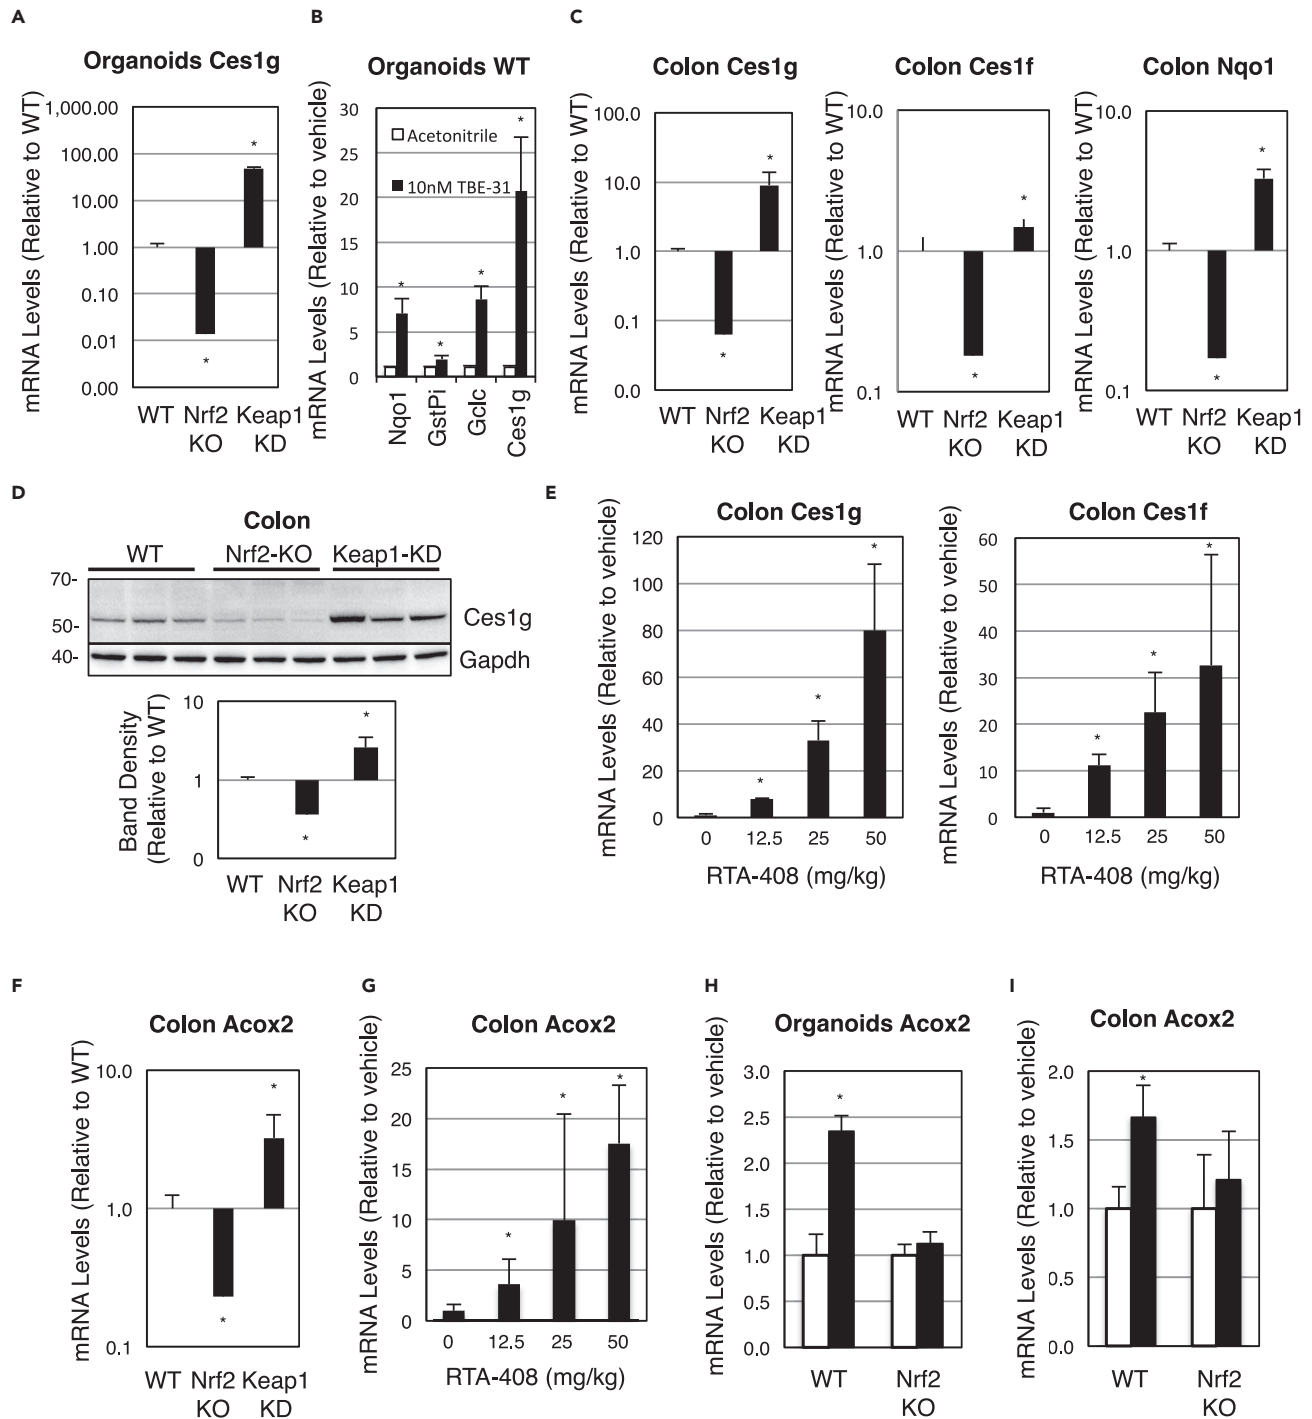 A
Organoids Ces1g
mRNA Levels (Relative to WT)
1,000.00
100.00
10.00
1.00
0.10
0.01
0.00
*
*
WT Nrf2 Keap1
KO KD
B
Organoids WT
mRNA Levels (Relative to vehicle)
30
25
20
15
10
5
0
Acetonitrile
10nM TBE-31
*
*
*
*
Nqo1
GstPi
Gclc
Ces1g
C
Colon Ces1g
mRNA Levels (Relative to WT)
100.0
10.0
1.0
0.1
0.0
*
*
WT Nrf2 Keap1
KO KD
Colon Ces1f
10.0
1.0
0.1
*
*
WT Nrf2 Keap1
KO KD
Colon Nqo1
10.0
1.0
0.1
*
*
WT Nrf2 Keap1
KO KD
D
Colon
WT Nrf2-KO Keap1-KD
70-
50-
40-
Ces1g
Gapdh
Band Density
(Relative to WT)
10
1
0
*
*
WT Nrf2 Keap1
KO KD
E
Colon Ces1g
mRNA Levels (Relative to vehicle)
120
100
80
60
40
20
0
*
*
*
0 12.5 25 50
RTA-408 (mg/kg)
Colon Ces1f
mRNA Levels (Relative to vehicle)
60
50
40
30
20
10
0
*
*
*
0 12.5 25 50
RTA-408 (mg/kg)
F
Colon Acox2
mRNA Levels (Relative to WT)
10.0
1.0
0.1
*
*
WT Nrf2 Keap1
KO KD
G
Colon Acox2
mRNA Levels (Relative to vehicle)
25
20
15
10
5
0
*
*
*
0 12.5 25 50
RTA-408 (mg/kg)
H
Organoids Acox2
mRNA Levels (Relative to vehicle)
3.0
2.5
2.0
1.5
1.0
0.5
0.0
*
WT Nrf2
KO
I
Colon Acox2
mRNA Levels (Relative to vehicle)
2.0
1.5
1.0
0.5
0.0
*
WT Nrf2
KO